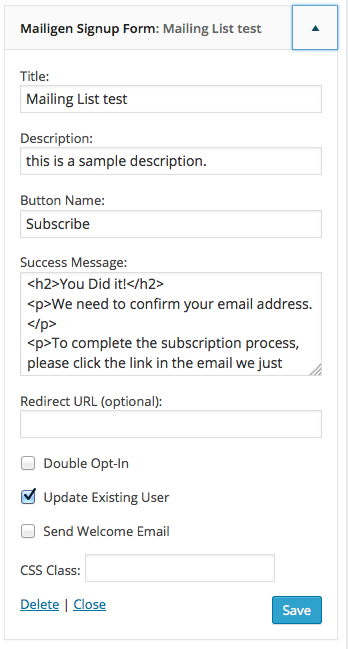 Mailigen Signup Form: Mailing List test
Title:
Mailing List test
Description:
this is a sample description.
Button Name:
Subscribe
Success Message:
<h2>You Did it!</h2>
<p>We need to confirm your email address.
</p>
<p>To complete the subscription process,
please click the link in the email we just
Redirect URL (optional):
Double Opt-In
Update Existing User
Send Welcome Email
CSS Class:
Delete | Close
Save